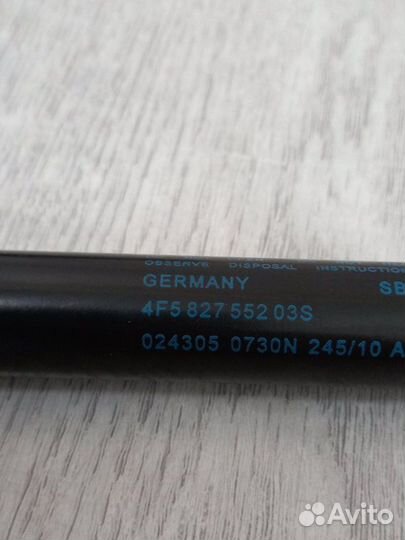 OBSERVE DISPOSAL INSTRUCTION
GERMANY SB
4F5 827 552 03S
024305 0730N 245/10 A
Avito